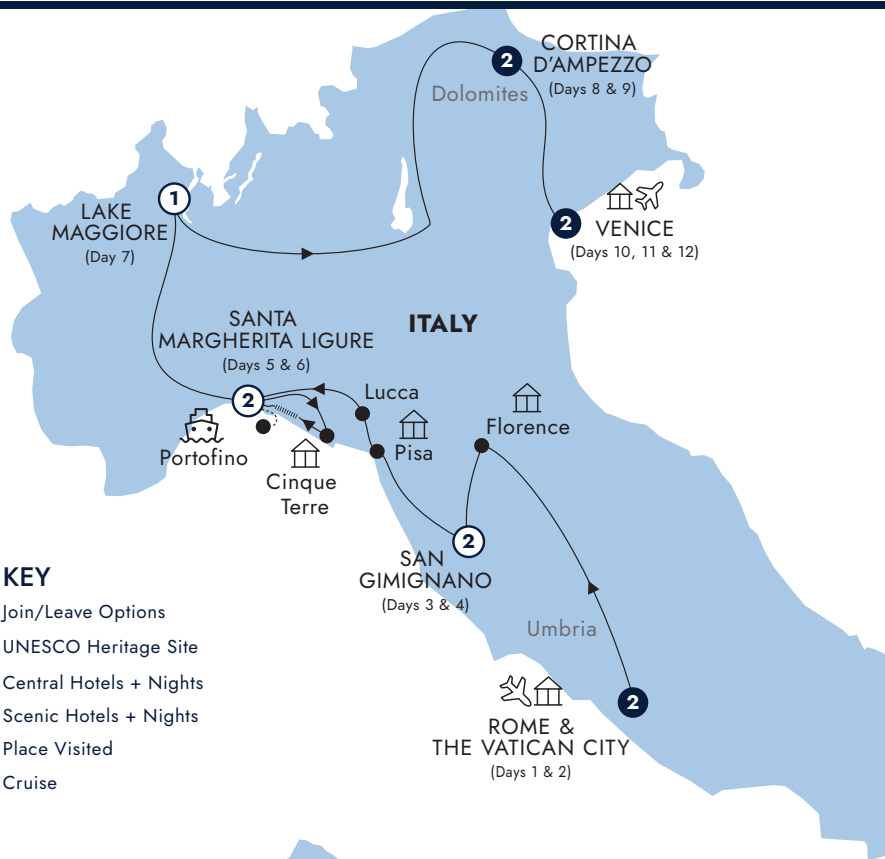 CORTINA
D'AMPEZZO
(Days 8 & 9)
2
Dolomites
1
LAKE
MAGGIORE
(Day 7)
2
VENICE
(Days 10, 11 & 12)
SANTA
MARGHERITA LIGURE
(Days 5 & 6)
ITALY
2
Lucca
Portofino
Pisa
Florence
Cinque
Terre
2
SAN
GIMIGNANO
(Days 3 & 4)
Umbria
2
ROME &
THE VATICAN CITY
(Days 1 & 2)
KEY
Join/Leave Options
UNESCO Heritage Site
Central Hotels + Nights
Scenic Hotels + Nights
Place Visited
Cruise